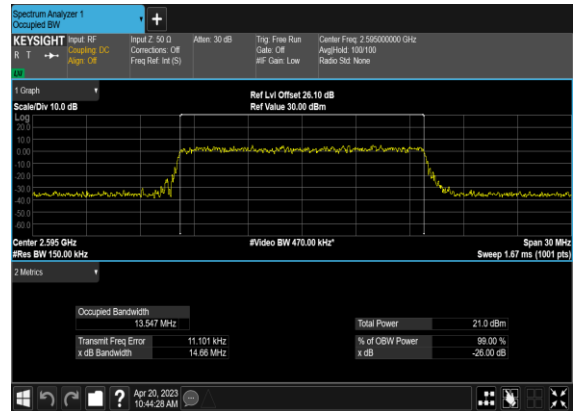 Spectrum Analyzer 1
Occupied BW
+
KEYSIGHT Input: RF Input Z: 50 Ω Atten: 30 dB Trig: Free Run Center Freq: 2.595000000 GHz
R T Coupling: DC Corrections: Off Gate: Off Avg|Hold: 100/100
Align: Off Freq Ref: Int (S) #IF Gain: Low Radio Std: None
1 Graph
Ref Lvl Offset 26.10 dB
Scale/Div 10.0 dB Ref Value 30.00 dBm
Log
20.0
10.0
0.00
-10.0
-20.0
-30.0
-40.0
-50.0
-60.0
Center 2.595 GHz #Video BW 470.00 kHz* Span 30 MHz
#Res BW 150.00 kHz Sweep 1.67 ms (1001 pts)
2 Metrics
Occupied Bandwidth
13.547 MHz Total Power 21.0 dBm
Transmit Freq Error 11.101 kHz % of OBW Power 99.00 %
x dB Bandwidth 14.66 MHz x dB -26.00 dB
? Apr 20, 2023
10:44:28 AM